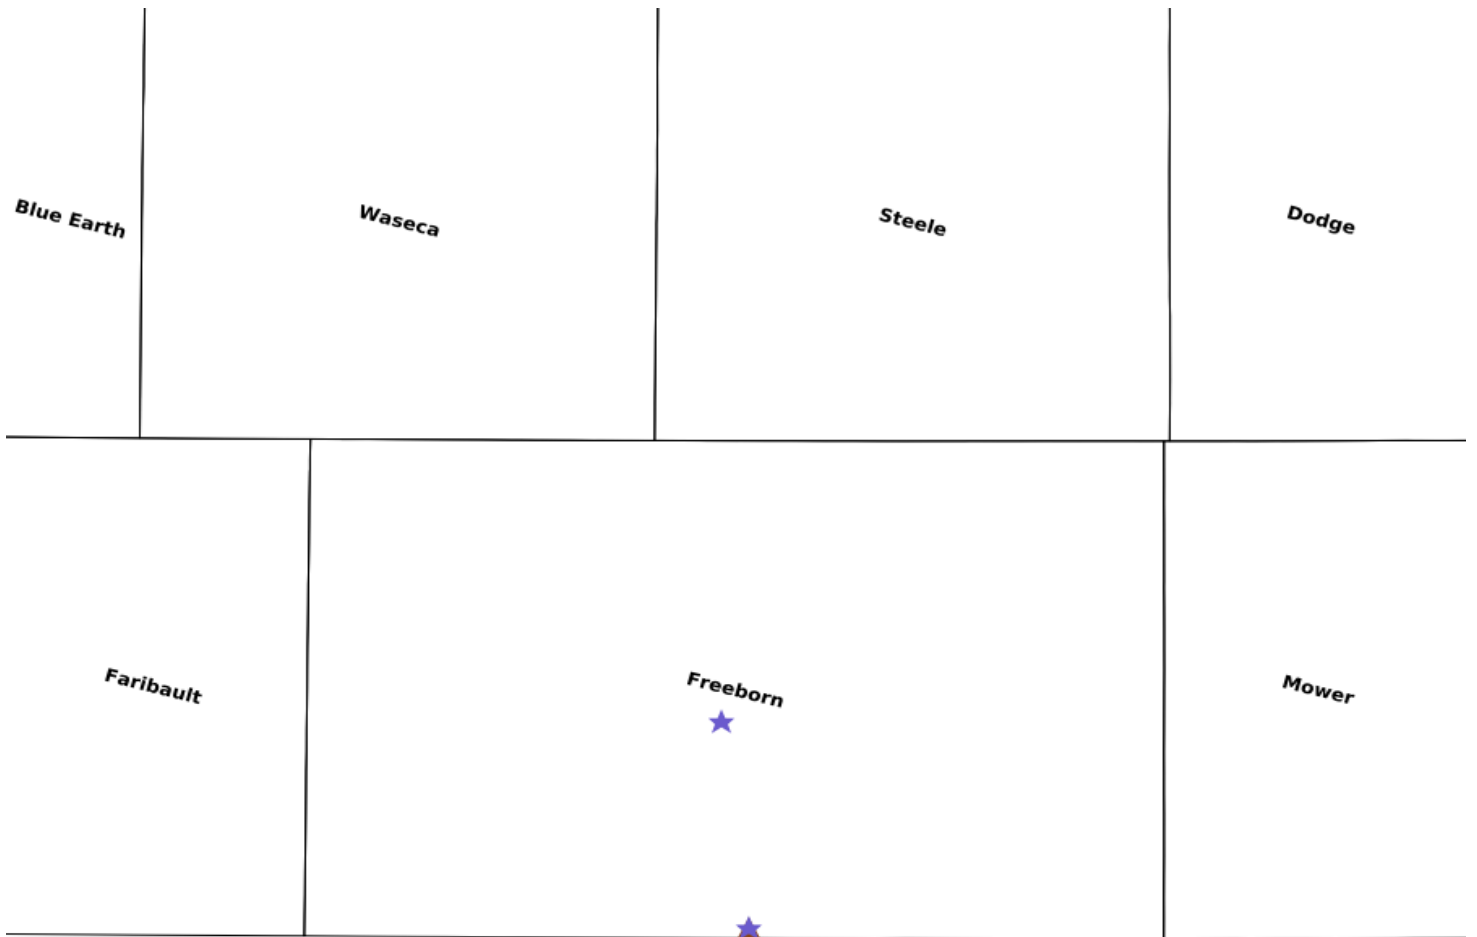 Blue Earth
Waseca
Steele
Dodge
Faribault
Freeborn
Mower